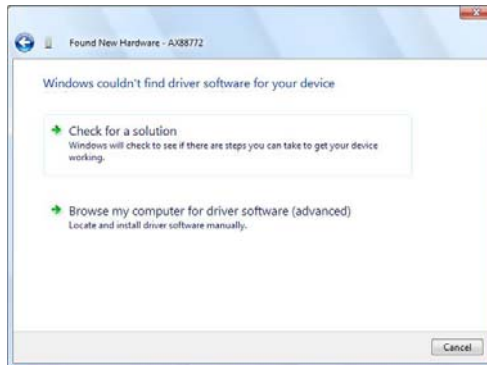 Found New Hardware - AX88772
Windows couldn't find driver software for your device
Check for a solution
Windows will check to see if there are steps you can take to get your device
working.
Browse my computer for driver software (advanced)
Locate and install driver software manually.
Cancel